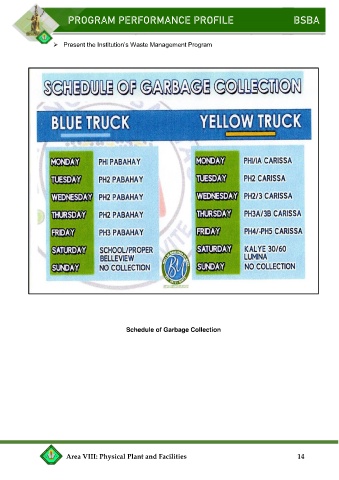 PROGRAM PERFORMANCE PROFILE BSBA
➢ Present the Institution's Waste Management Program
SCHEDULE OF GARBAGE COLLECTION
BLUE TRUCK
MONDAY PH1 PABAHAY
TUESDAY PH2 PABAHAY
WEDNESDAY PH2 PABAHAY
THURSDAY PH2 PABAHAY
FRIDAY PH3 PABAHAY
SATURDAY SCHOOL/PROPER
BELLEVIEW
SUNDAY NO COLLECTION
YELLOW TRUCK
MONDAY PH1/1A CARISSA
TUESDAY PH2 CARISSA
WEDNESDAY PH2/3 CARISSA
THURSDAY PH3A/3B CARISSA
FRIDAY PH4/-PH5 CARISSA
SATURDAY KALYE 30/60
LUMINA
SUNDAY NO COLLECTION
Schedule of Garbage Collection
Area VIII: Physical Plant and Facilities 14